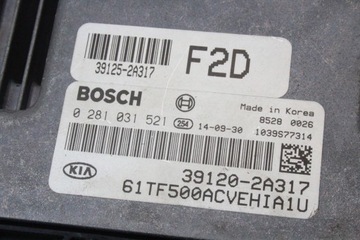 F2D
39125-2A317
BOSCH
Made in Korea
0 281 031 521 254 14-09-30
8528 0026
1039S77314
KIA
39120-2A317
61TF500ACVEHIA1U